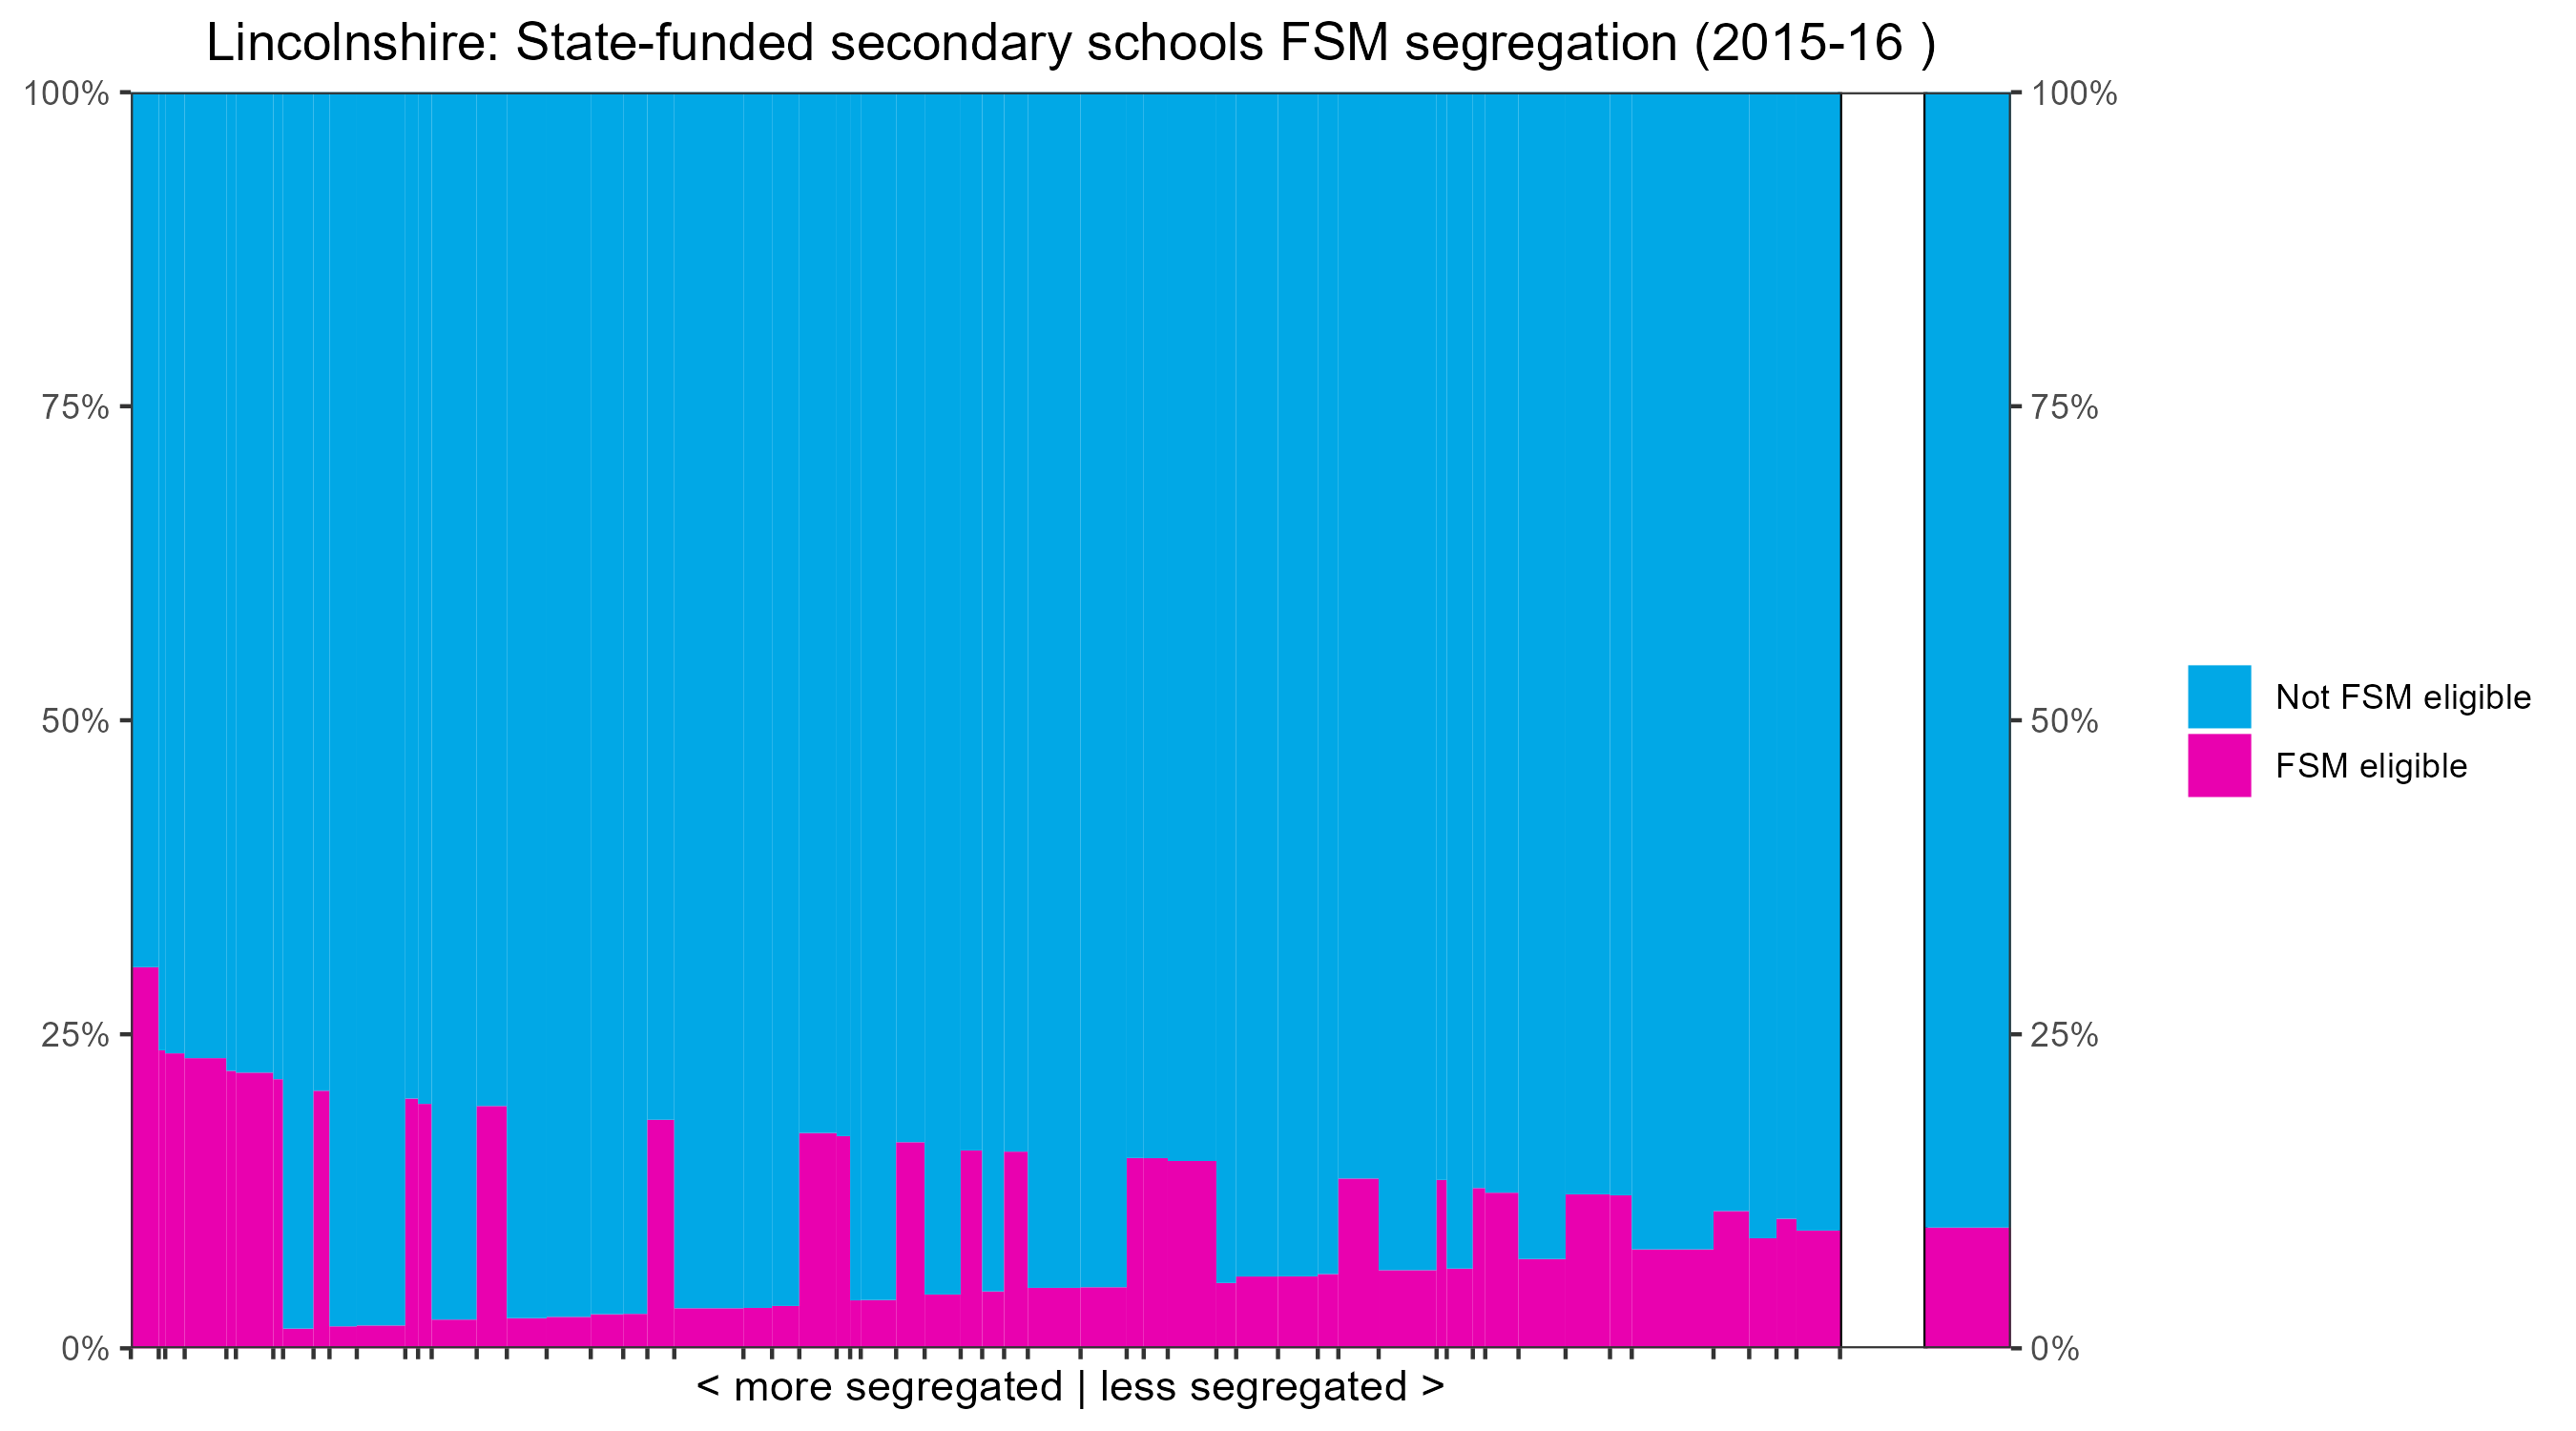 Lincolnshire: State-funded secondary schools FSM segregation (2015-16 )
100%
75%
50%
25%
0%
100%
75%
50%
25%
0%
< more segregated | less segregated >
Not FSM eligible
FSM eligible